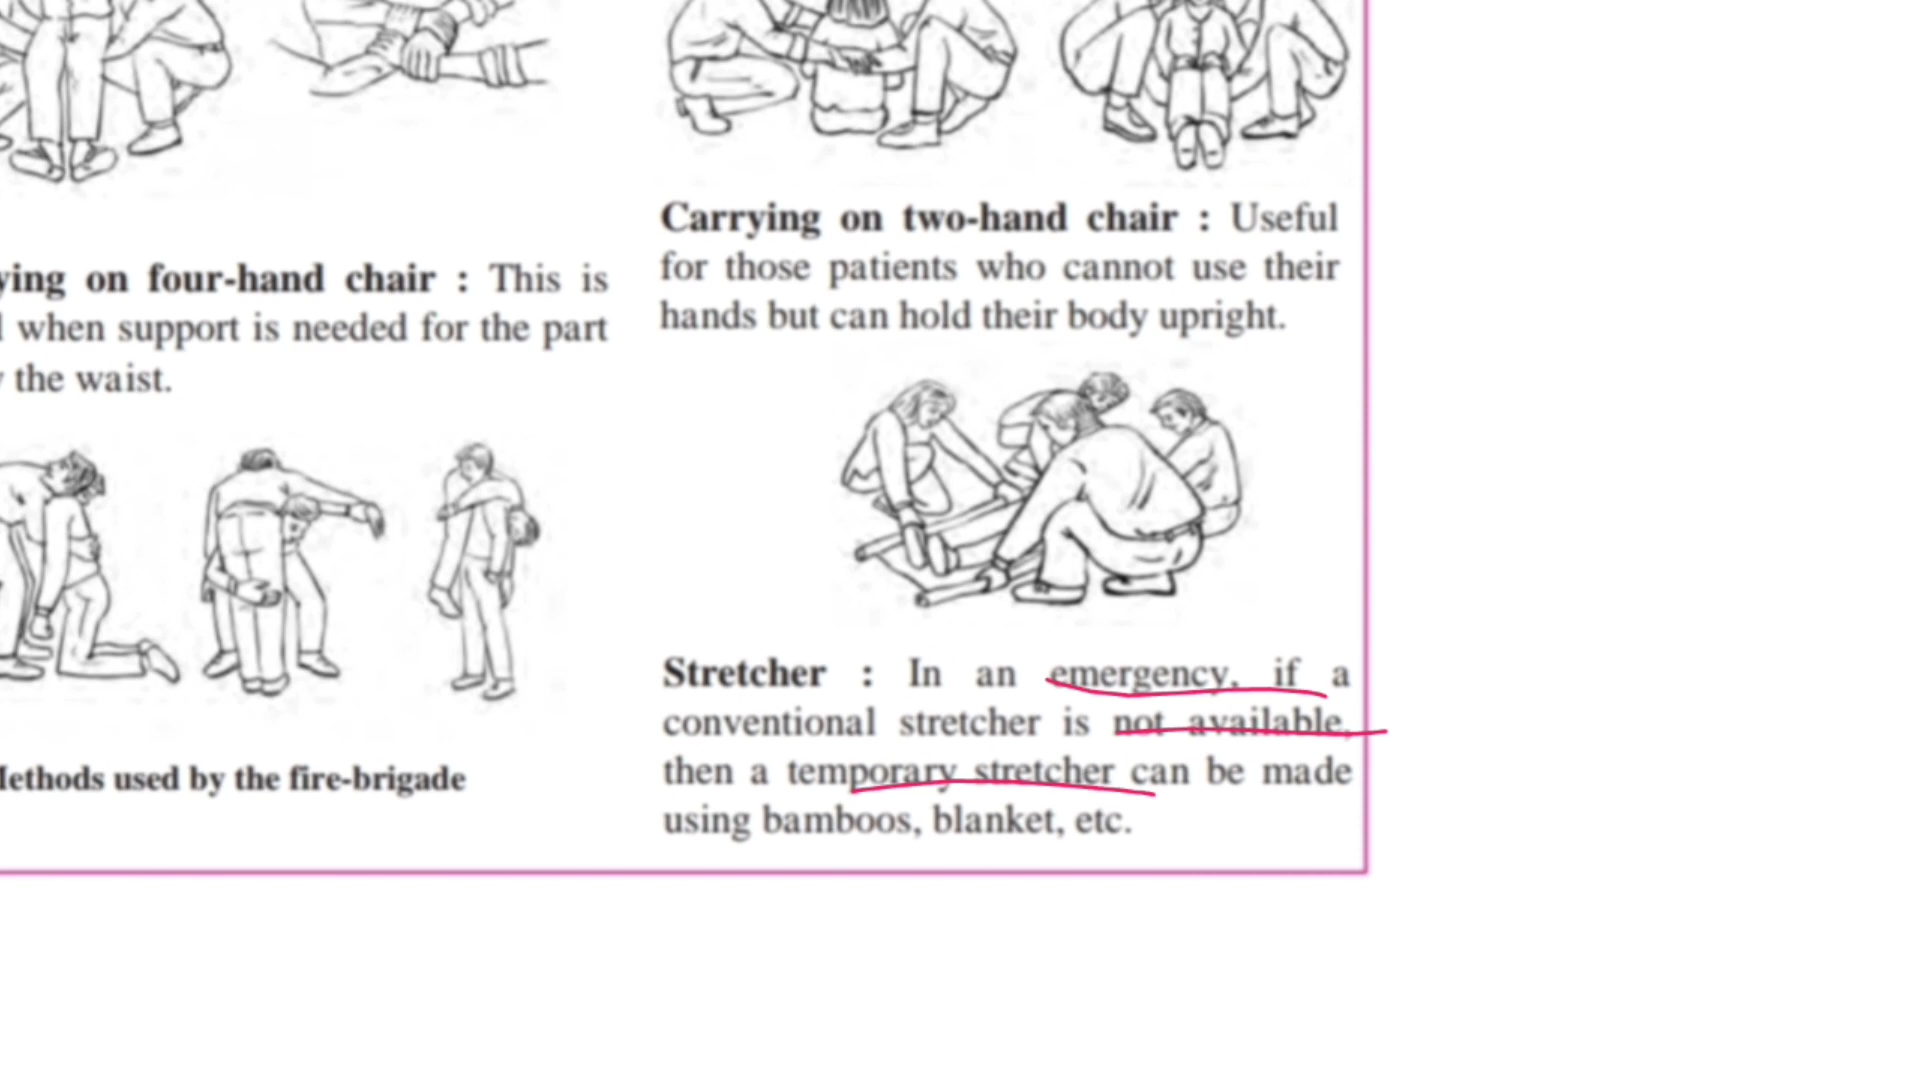 ying on four-hand chair : This is
when support is needed for the part
the waist.
ethods used by the fire-brigade
Carrying on two-hand chair : Useful
for those patients who cannot use their
hands but can hold their body upright.
Stretcher : In an emergency, if a
conventional stretcher is not available,
then a temporary stretcher can be made
using bamboos, blanket, etc.